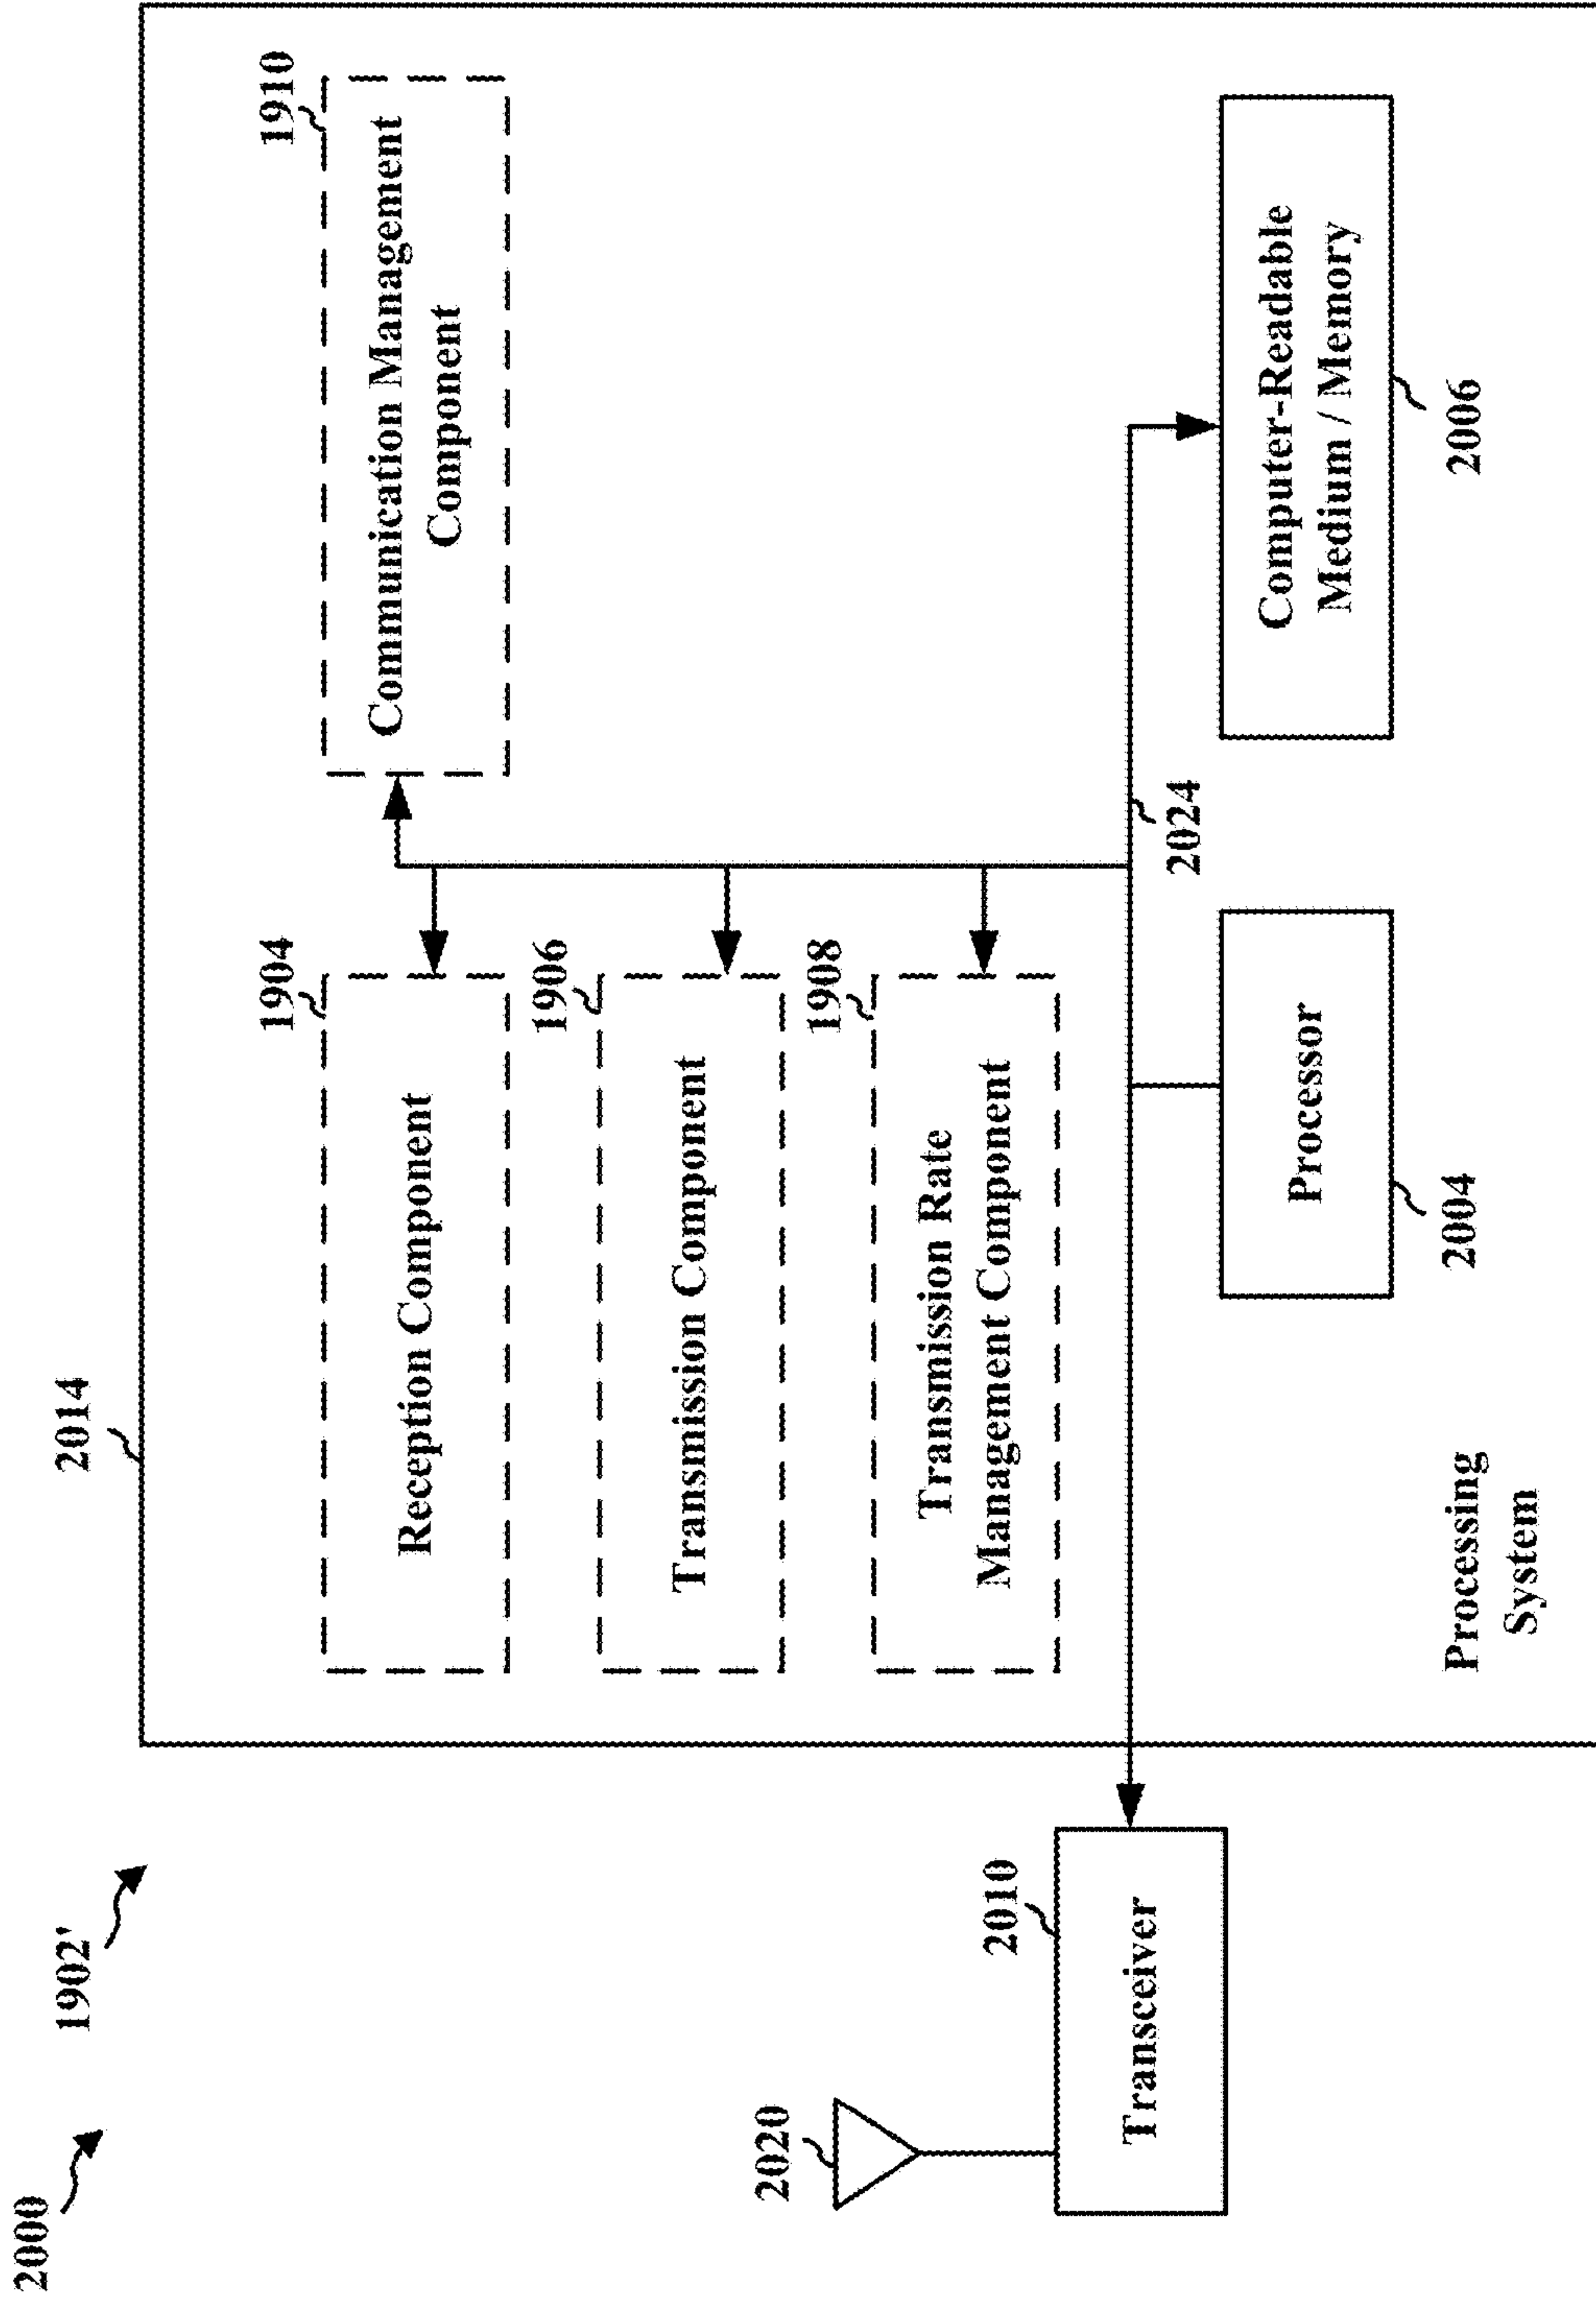 2000
1902'
2014
1904
Reception Component
1910
Communication Management
Component
1906
Transmission Component
1908
Transmission Rate
Management Component
2020
2010
Transceiver
2024
Processor
2004
Computer-Readable
Medium / Memory
2006
Processing
System